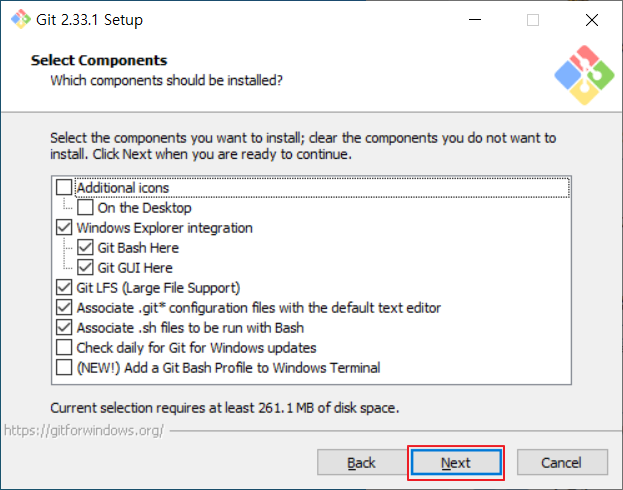 Git 2.33.1 Setup
Select Components
Which components should be installed?
Select the components you want to install; clear the components you do not want to
install. Click Next when you are ready to continue.
Additional icons
On the Desktop
Windows Explorer integration
Git Bash Here
Git GUI Here
Git LFS (Large File Support)
Associate .git* configuration files with the default text editor
Associate .sh files to be run with Bash
Check daily for Git for Windows updates
(NEW!) Add a Git Bash Profile to Windows Terminal
Current selection requires at least 261.1 MB of disk space.
https://gitforwindows.org/
Back Next Cancel